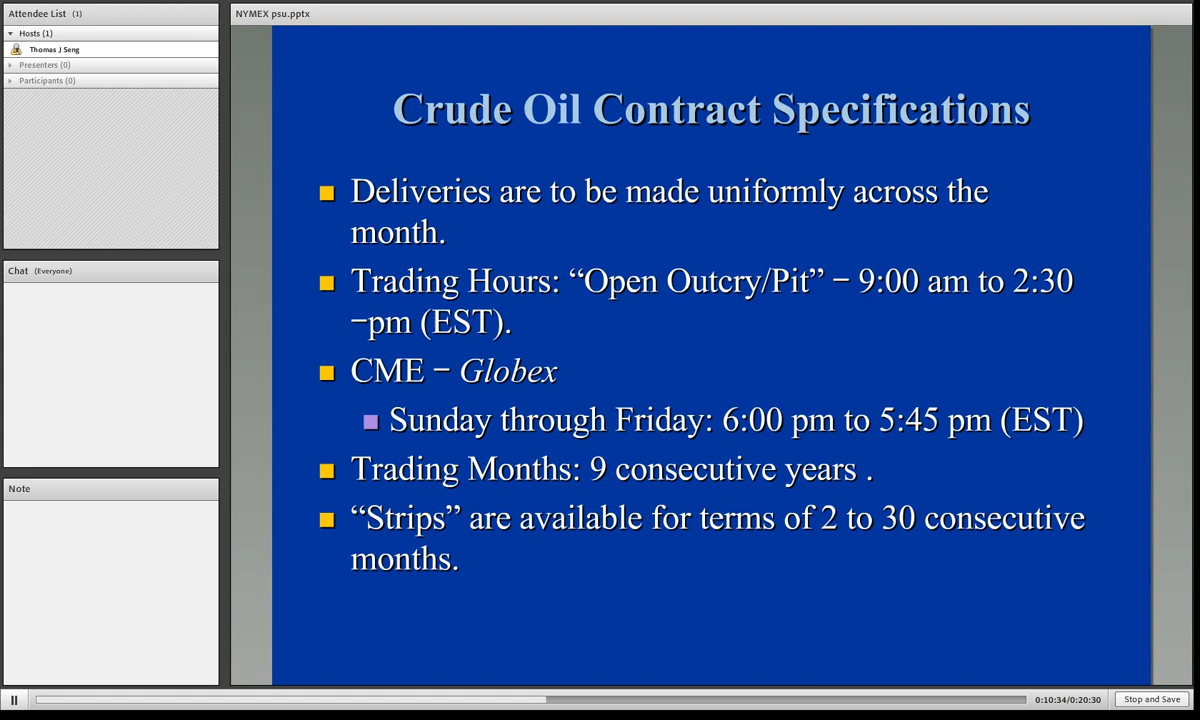 Attendee List (1)
Hosts (1)
Thomas J Seng
Presenters (0)
Participants (0)
Chat (Everyone)
Note
NYMEX psu.pptx
Crude Oil Contract Specifications
Deliveries are to be made uniformly across the
month.
Trading Hours: “Open Outcry/Pit” – 9:00 am to 2:30
–pm (EST).
CME – Globex
Sunday through Friday: 6:00 pm to 5:45 pm (EST)
Trading Months: 9 consecutive years .
“Strips” are available for terms of 2 to 30 consecutive
months.
0:10:34/0:20:30
Stop and Save